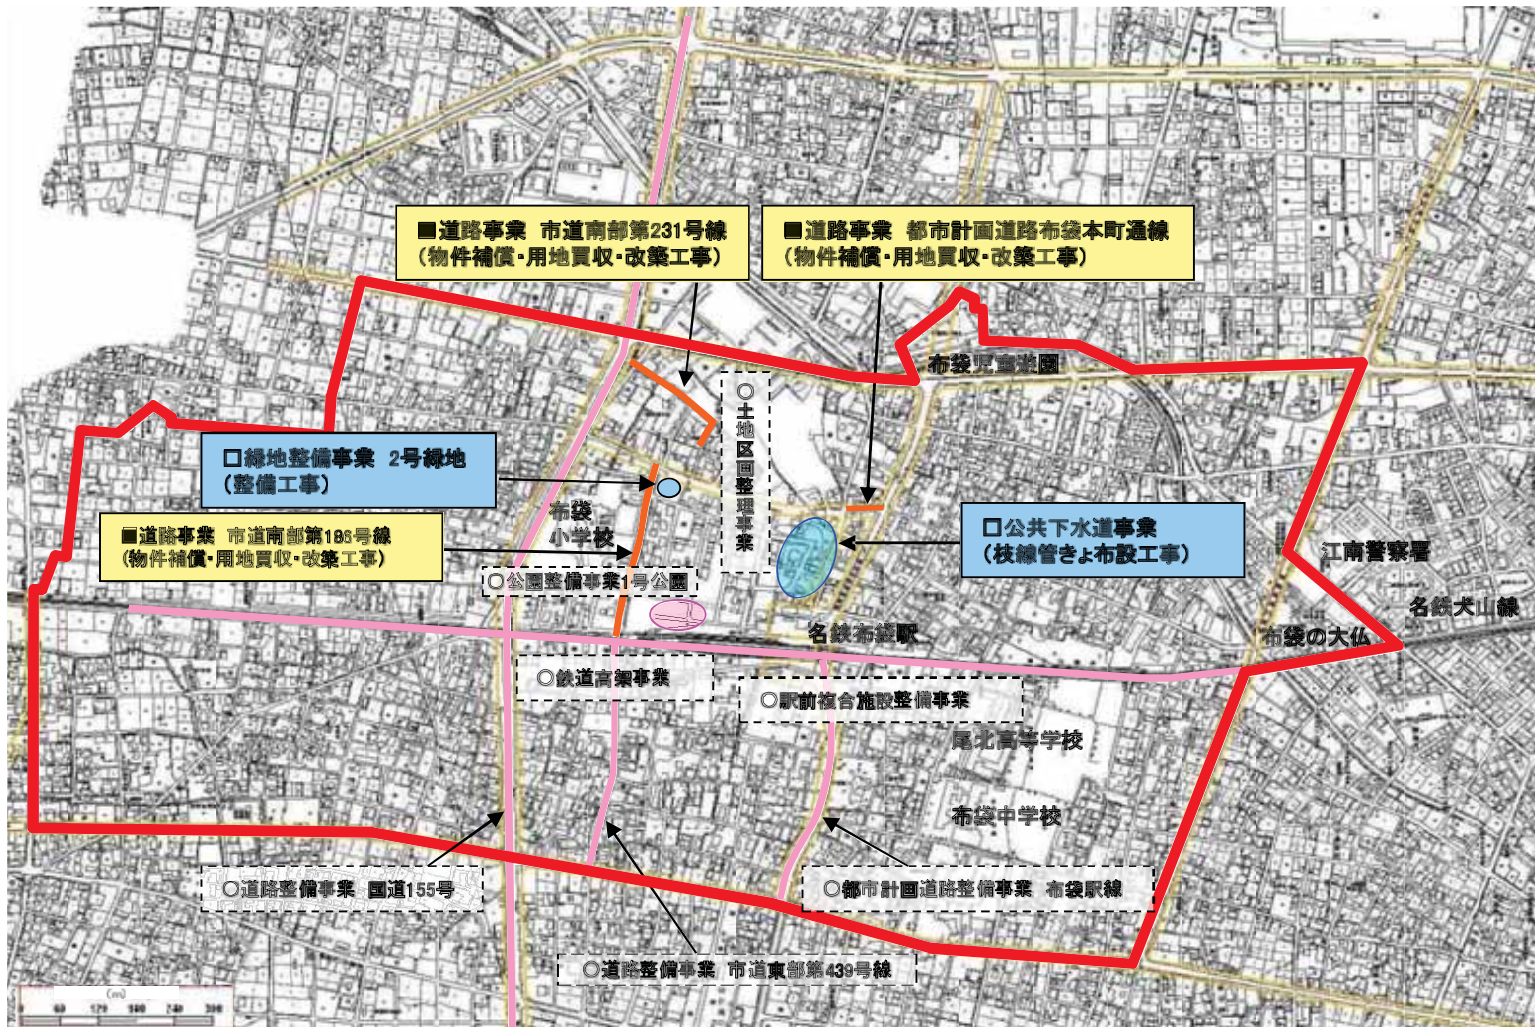 ■道路事業 市道南部第231号線
(物件補償・用地買収・改築工事)
■道路事業 都市計画道路布袋本町通線
(物件補償・用地買収・改築工事)
布袋児童遊園
○土地区画整理事業
□緑地整備事業 2号緑地
(整備工事)
布袋
小学校
■道路事業 市道南部第186号線
(物件補償・用地買収・改築工事)
□公共下水道事業
(枝線管きょ布設工事)
江南警察署
○公園整備事業1号公園
名鉄犬山線
名鉄布袋駅
布袋の大仏
○鉄道高架事業
○駅前複合施設整備事業
尾北高等学校
布袋中学校
○道路整備事業 国道155号
○都市計画道路整備事業 布袋駅線
○道路整備事業 市道東部第439号線
(m)
0 60 120 180 240 300